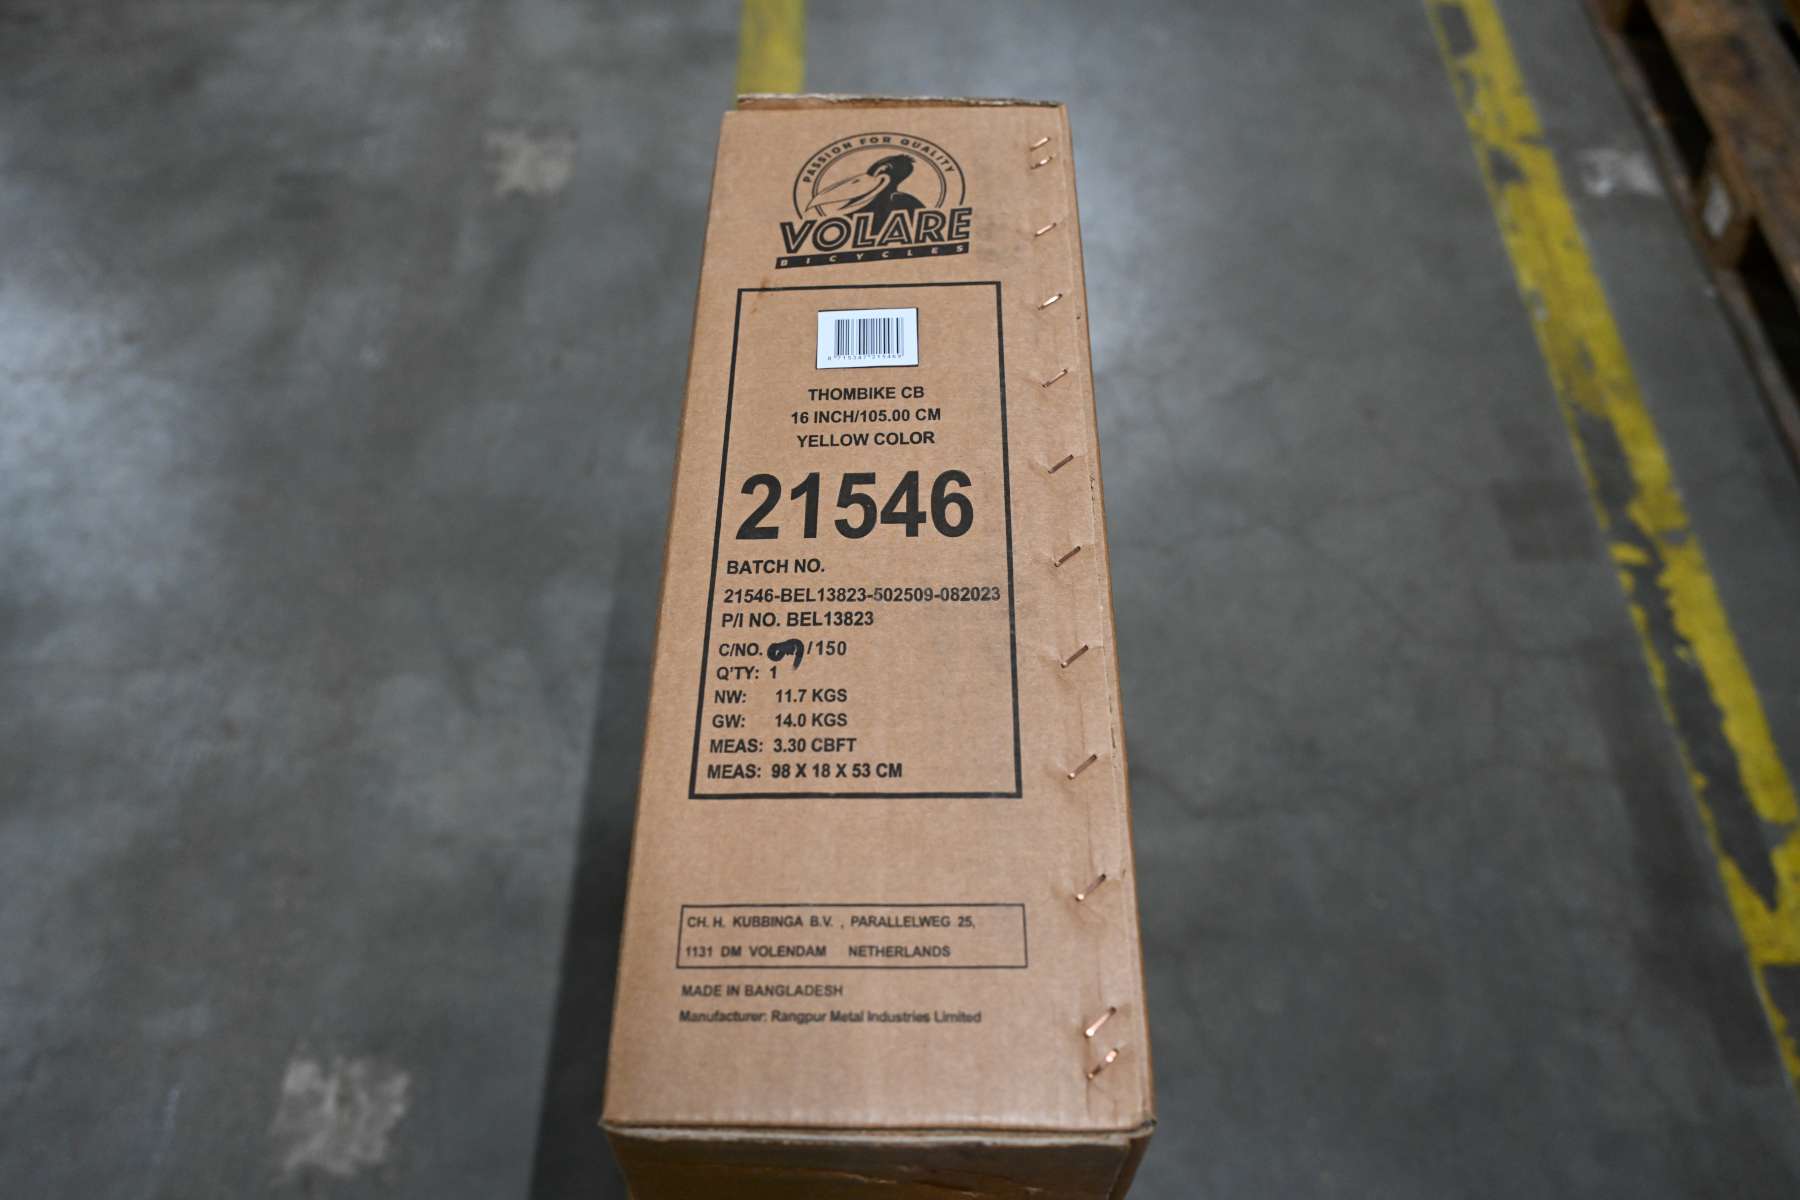 PASSION FOR QUALITY
VOLARE
BICYCLES
8 715347 215469
THOMBIKE CB
16 INCH/105.00 CM
YELLOW COLOR
21546
BATCH NO.
21546-BEL13823-502509-082023
P/I NO. BEL13823
C/NO. /150
Q'TY: 1
NW: 11.7 KGS
GW: 14.0 KGS
MEAS: 3.30 CBFT
MEAS: 98 X 18 X 53 CM
CH. H. KUBBINGA B.V. , PARALLELWEG 25,
1131 DM VOLENDAM NETHERLANDS
MADE IN BANGLADESH
Manufacturer: Rangpur Metal Industries Limited